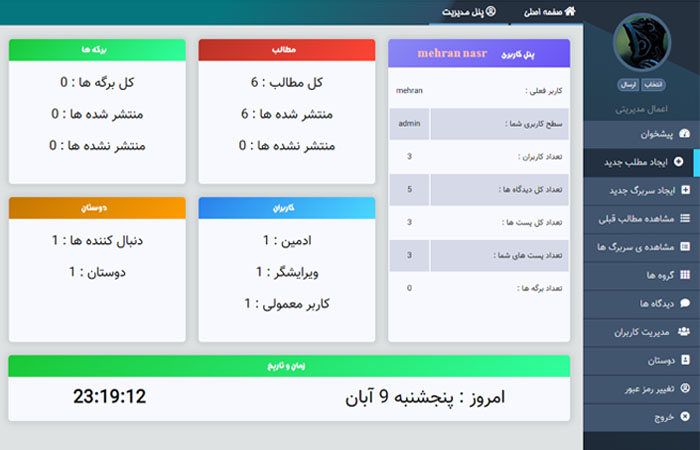 صفحه اصلی
پنل مدیریت
انتخاب
ارسال
اعمال مدیریتی
پیشخوان
ایجاد مطلب جدید
ایجاد سربرگ جدید
مشاهده مطالب قبلی
مشاهده ی سربرگ ها
گروه ها
دیدگاه ها
مدیریت کاربران
دوستان
تغییر رمز عبور
خروج
پنل کاربری mehran nasr
کاربر فعلی : mehran
سطح کاربری شما : admin
تعداد کاربران : 3
تعداد کل دیدگاه ها : 5
تعداد کل پست ها : 3
تعداد پست های شما : 3
تعداد برگه ها : 0
مطالب
کل مطالب : 6
منتشر شده ها : 6
منتشر نشده ها : 0
برگه ها
کل برگه ها : 0
منتشر شده ها : 0
منتشر نشده ها : 0
کاربران
ادمین : 1
ویرایشگر : 1
کاربر معمولی : 1
دوستان
دنبال کننده ها : 1
دوستان : 1
زمان و تاریخ
امروز : پنجشنبه 9 آبان
23:19:12